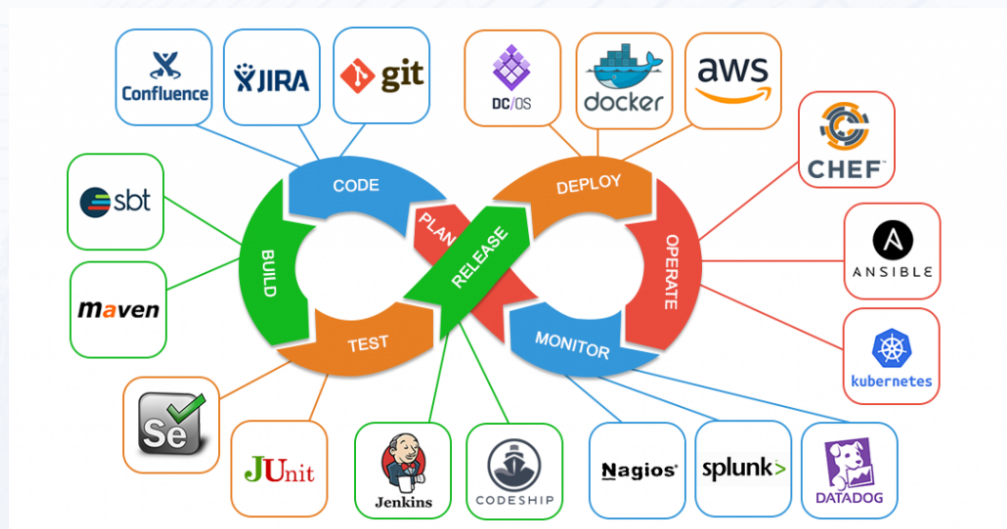 Confluence
JIRA
git
DC/OS
docker
aws
CHEF™
sbt
CODE
DEPLOY
PLAN
RELEASE
BUILD
OPERATE
ANSIBLE
maven
TEST
MONITOR
kubernetes
Se
JUnit
Jenkins
CODESHIP
Nagios®
splunk>
DATADOG